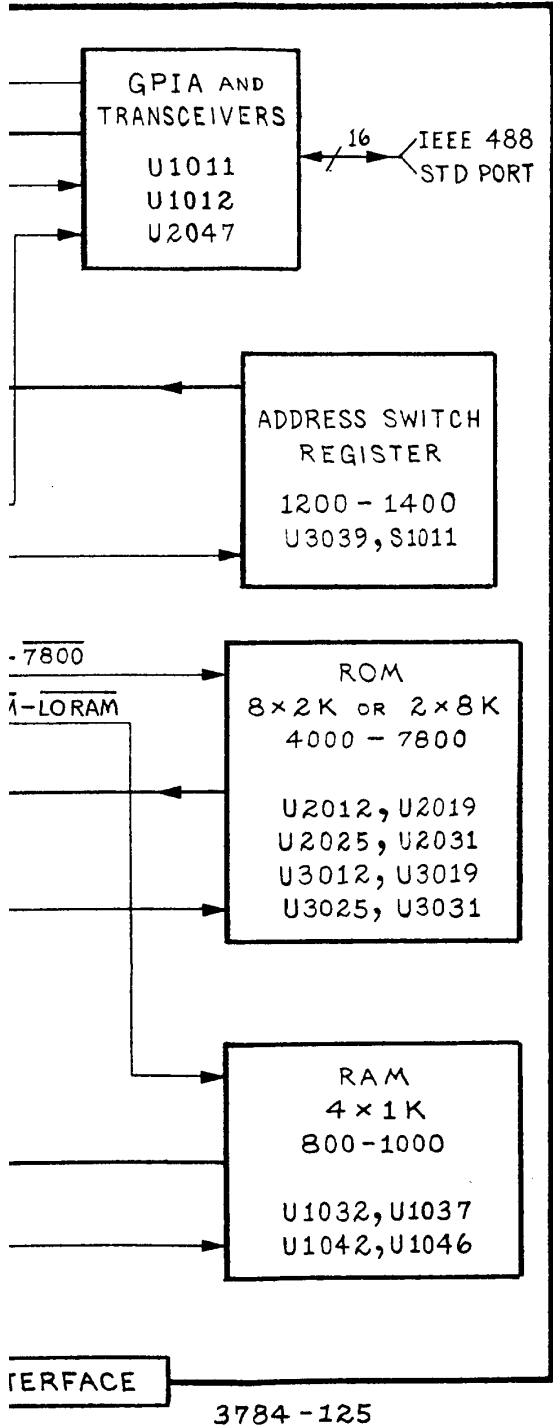 GPIA AND
TRANSCEIVERS
U1011
U1012
U2047
16
IEEE 488
STD PORT
ADDRESS SWITCH
REGISTER
1200 - 1400
U3039, S1011
-7800
ROM
8 × 2K OR 2 × 8K
4000 - 7800
-LORAM
U2012, U2019
U2025, U2031
U3012, U3019
U3025, U3031
RAM
4 × 1K
800-1000
U1032, U1037
U1042, U1046
TERFACE
3784-125